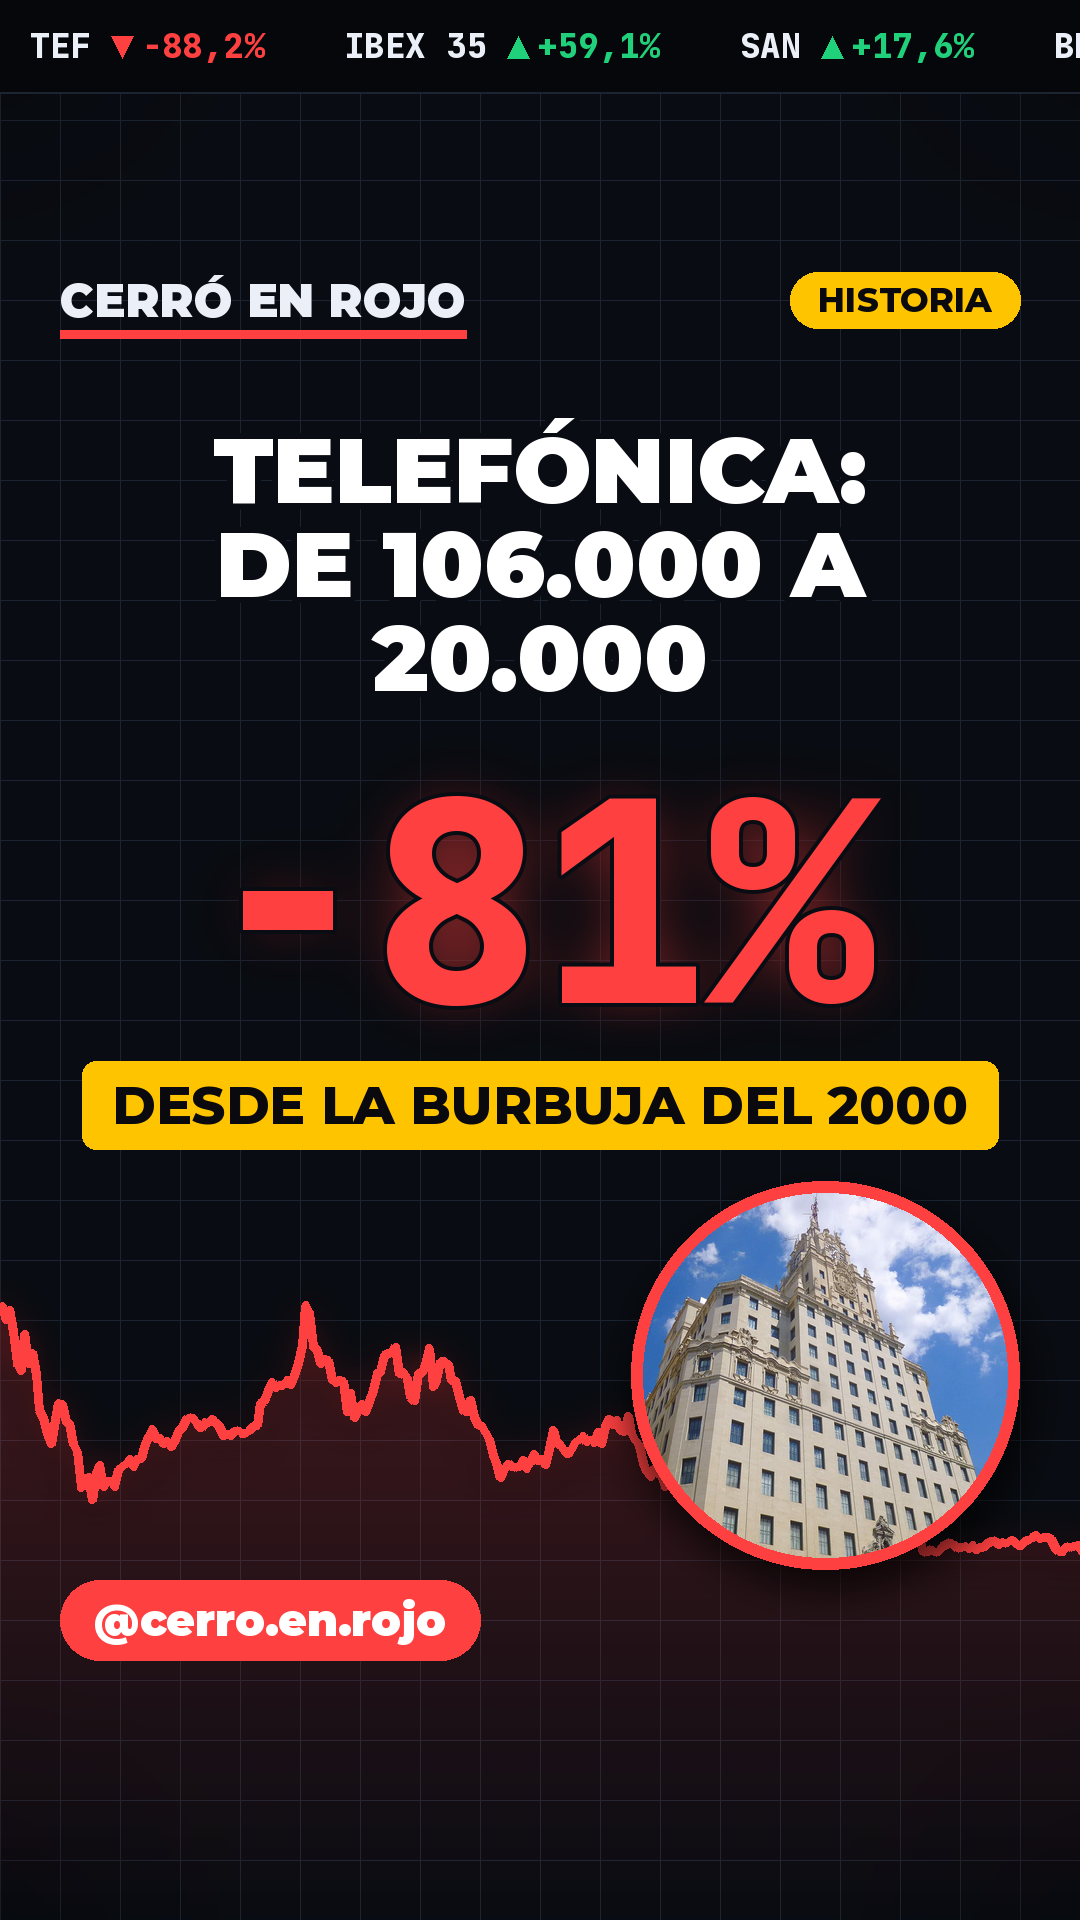 TEF ▼ -88,2% IBEX 35 ▲ +59,1% SAN ▲ +17,6%
CERRÓ EN ROJO
HISTORIA
TELEFÓNICA:
DE 106.000 A
20.000
-81%
DESDE LA BURBUJA DEL 2000
@cerro.en.rojo